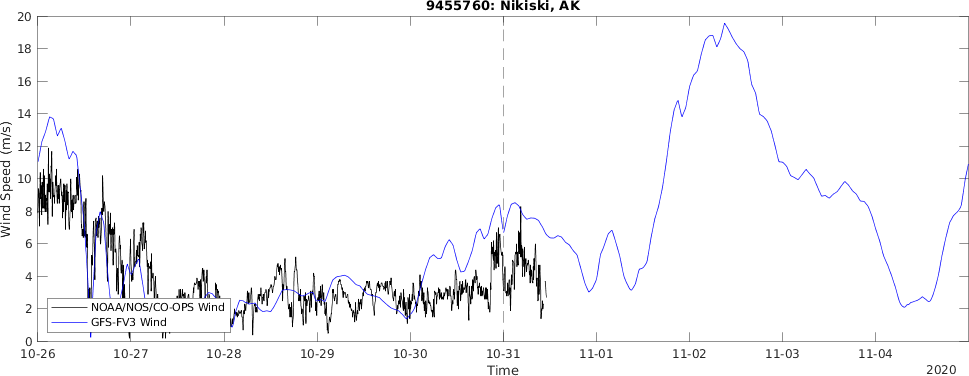 9455760: Nikiski, AK
Wind Speed (m/s)
20
18
16
14
12
10
8
6
4
2
0
NOAA/NOS/CO-OPS Wind
GFS-FV3 Wind
10-26 10-27 10-28 10-29 10-30 10-31 11-01 11-02 11-03 11-04
Time
2020